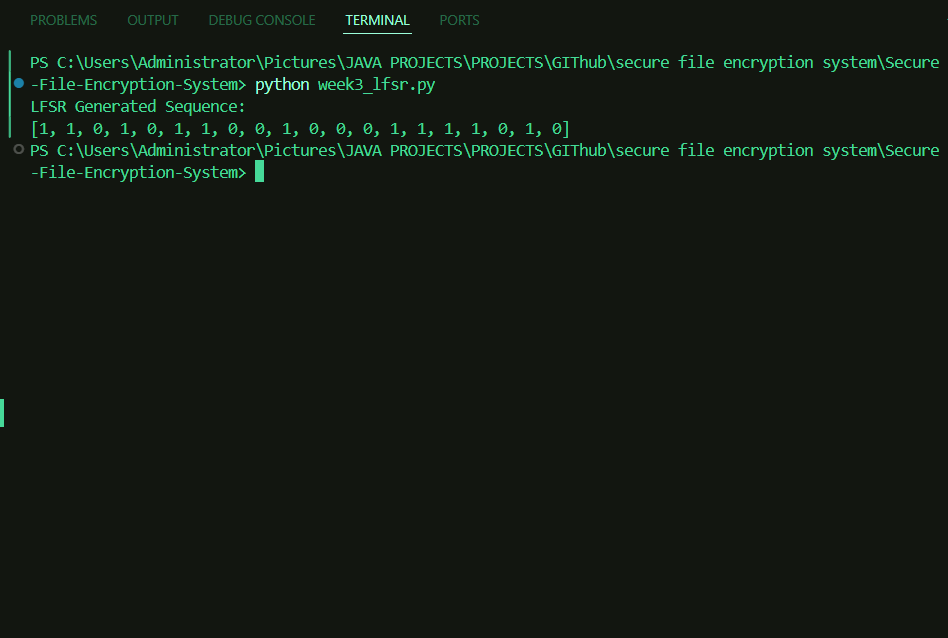 PROBLEMS OUTPUT DEBUG CONSOLE TERMINAL PORTS
PS C:\Users\Administrator\Pictures\JAVA PROJECTS\PROJECTS\GIThub\secure file encryption system\Secure
-File-Encryption-System> python week3_lfsr.py
LFSR Generated Sequence:
[1, 1, 0, 1, 0, 1, 1, 0, 0, 1, 0, 0, 0, 1, 1, 1, 1, 0, 1, 0]
PS C:\Users\Administrator\Pictures\JAVA PROJECTS\PROJECTS\GIThub\secure file encryption system\Secure
-File-Encryption-System>